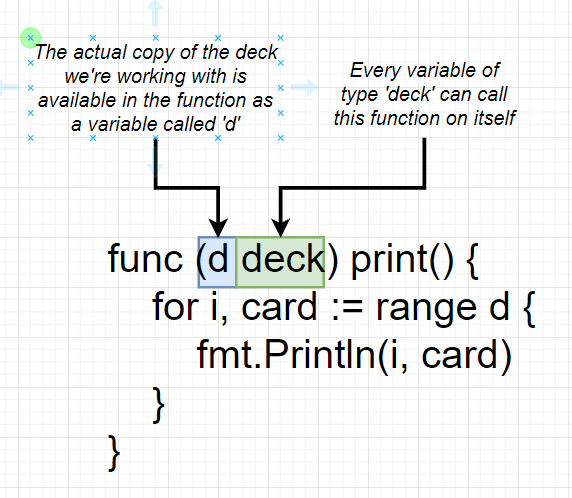 The actual copy of the deck
we're working with is
available in the function as
a variable called 'd'
Every variable of
type 'deck' can call
this function on itself
func (d deck) print() {
for i, card := range d {
fmt.Println(i, card)
}
}